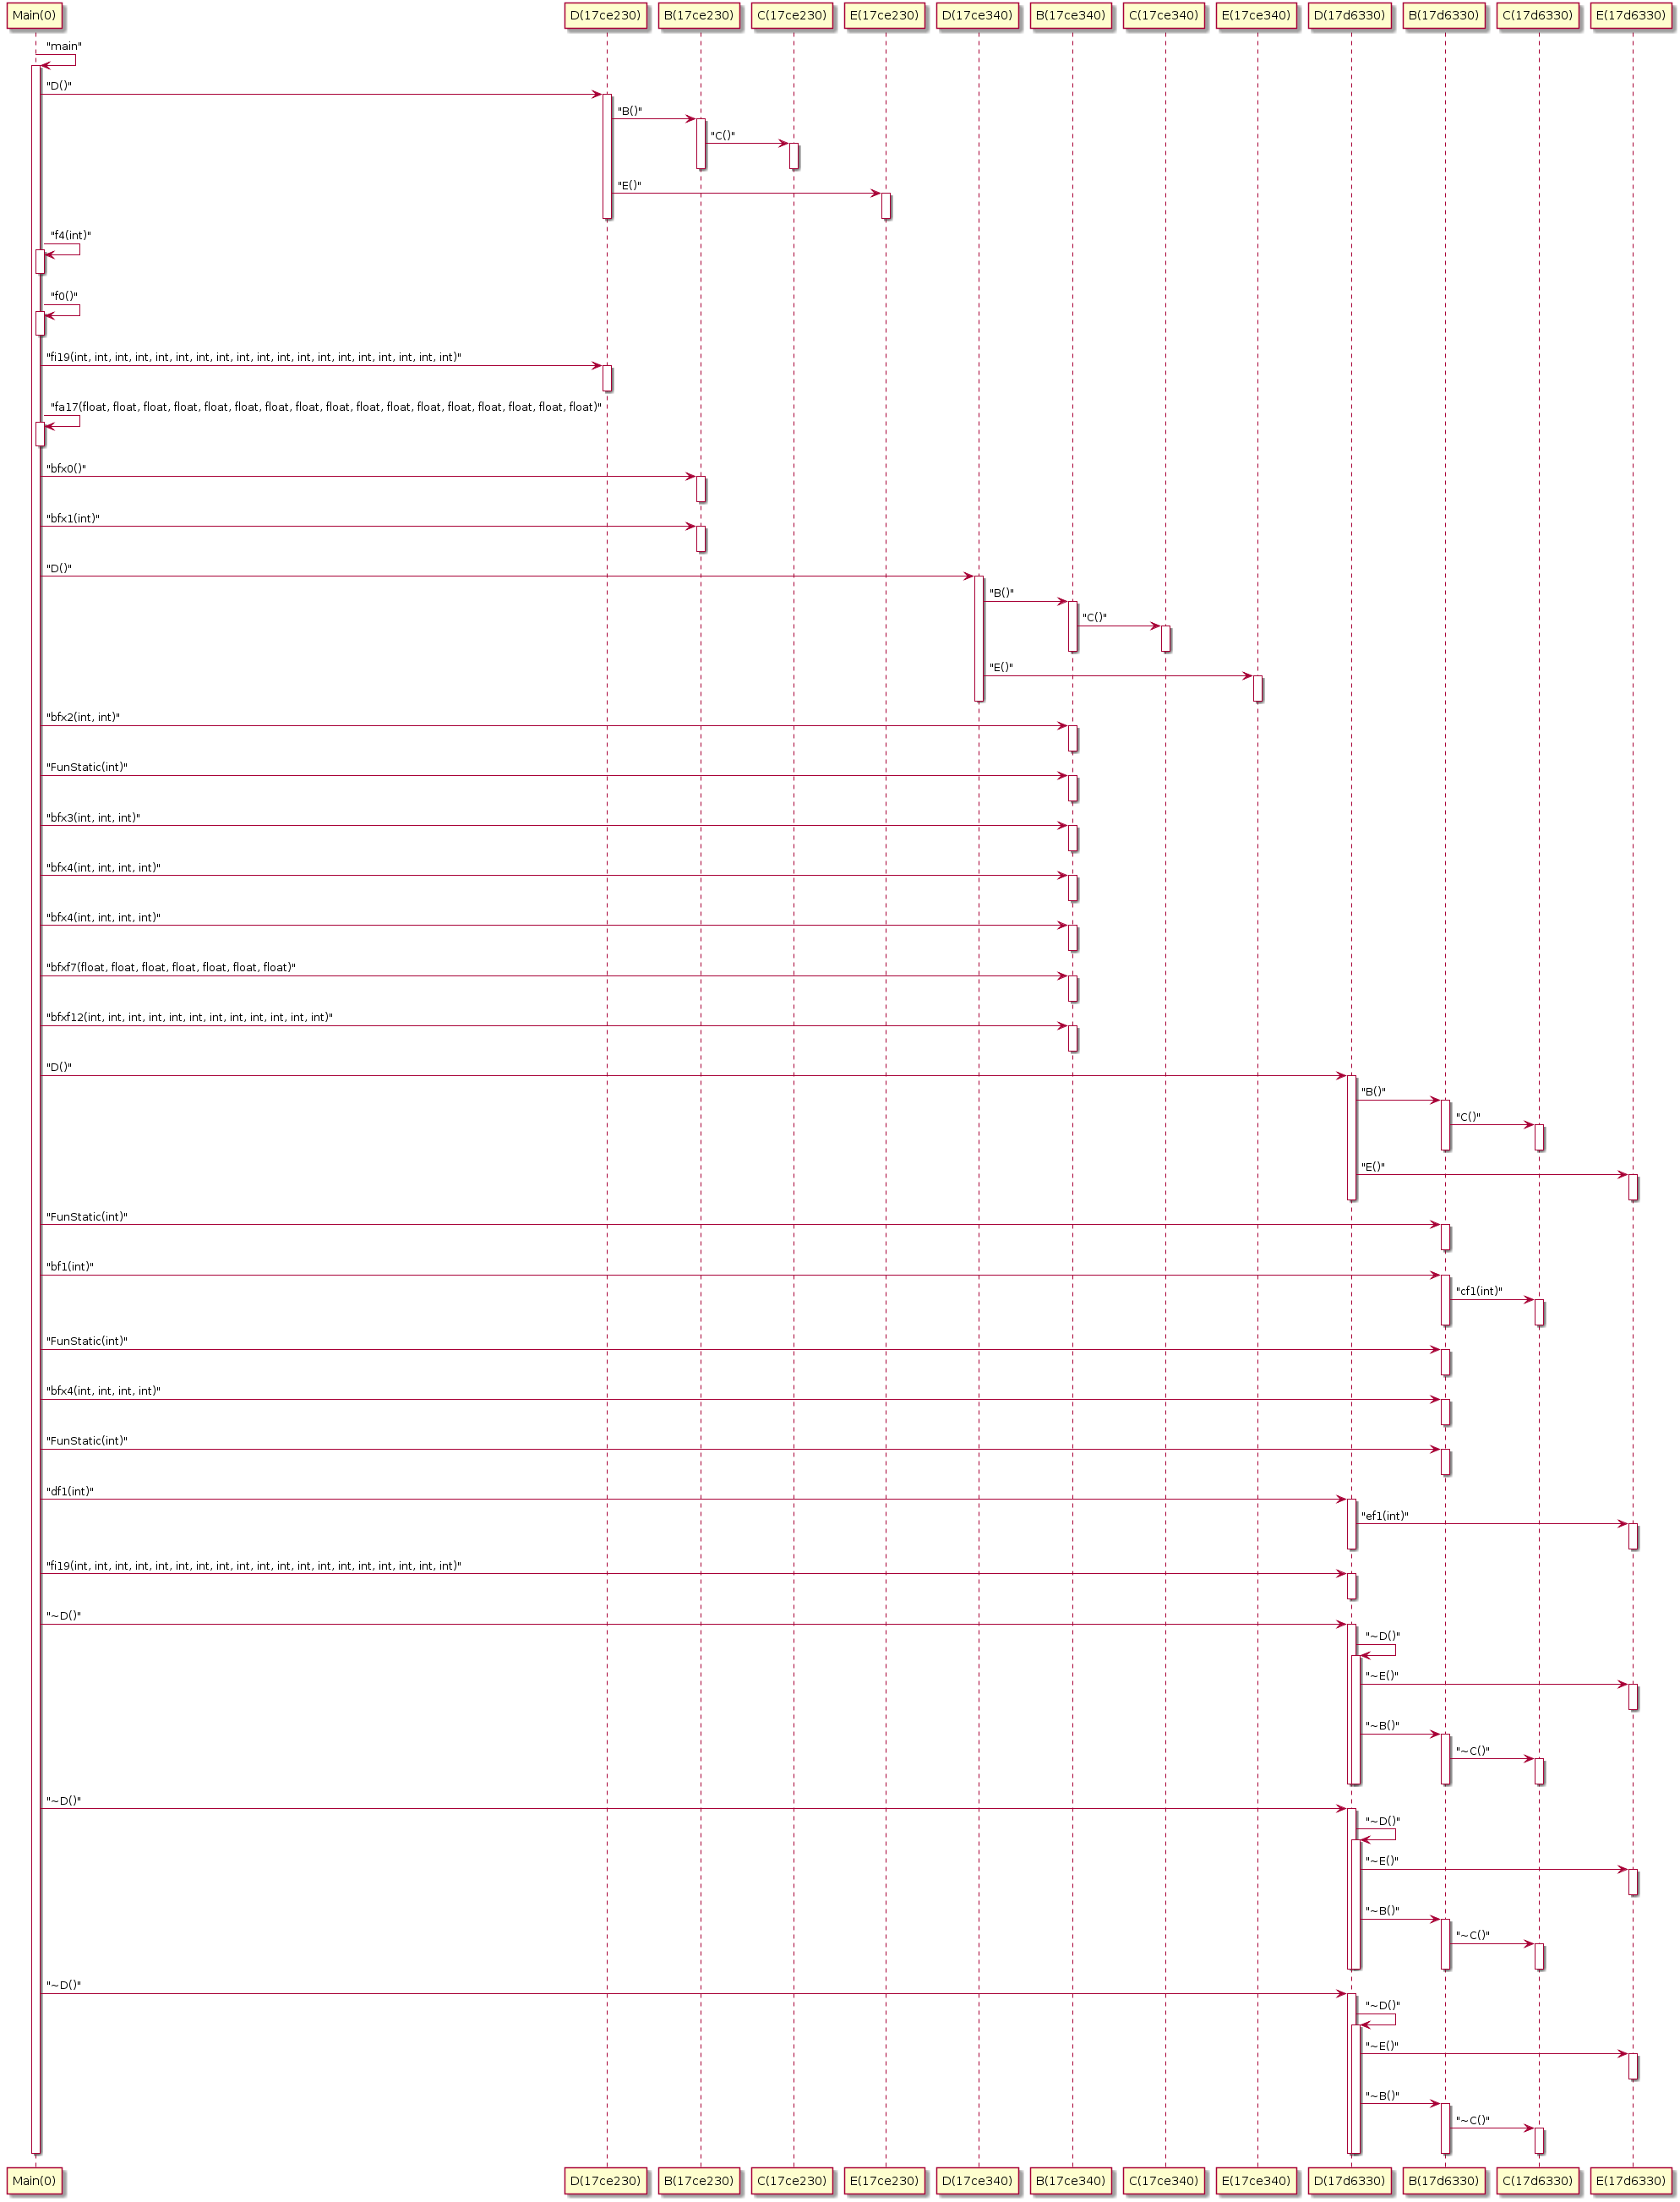 Main(0) D(17ce230) B(17ce230) C(17ce230) E(17ce230) D(17ce340) B(17ce340) C(17ce340) E(17ce340) D(17d6330) B(17d6330) C(17d6330) E(17d6330)
"main"
"D()"
"B()"
"C()"
"E()"
"f4(int)"
"f0()"
"fi19(int, int, int, int, int, int, int, int, int, int, int, int, int, int, int, int, int, int, int)"
"fa17(float, float, float, float, float, float, float, float, float, float, float, float, float, float, float, float, float)"
"bfx0()"
"bfx1(int)"
"D()"
"B()"
"C()"
"E()"
"bfx2(int, int)"
"FunStatic(int)"
"bfx3(int, int, int)"
"bfx4(int, int, int, int)"
"bfx4(int, int, int, int)"
"bfxf7(float, float, float, float, float, float, float)"
"bfxf12(int, int, int, int, int, int, int, int, int, int, int, int)"
"D()"
"B()"
"C()"
"E()"
"FunStatic(int)"
"bf1(int)"
"cf1(int)"
"FunStatic(int)"
"bfx4(int, int, int, int)"
"FunStatic(int)"
"df1(int)"
"ef1(int)"
"fi19(int, int, int, int, int, int, int, int, int, int, int, int, int, int, int, int, int, int, int)"
"~D()"
"~D()"
"~E()"
"~B()"
"~C()"
"~D()"
"~D()"
"~E()"
"~B()"
"~C()"
"~D()"
"~D()"
"~E()"
"~B()"
"~C()"
Main(0) D(17ce230) B(17ce230) C(17ce230) E(17ce230) D(17ce340) B(17ce340) C(17ce340) E(17ce340) D(17d6330) B(17d6330) C(17d6330) E(17d6330)